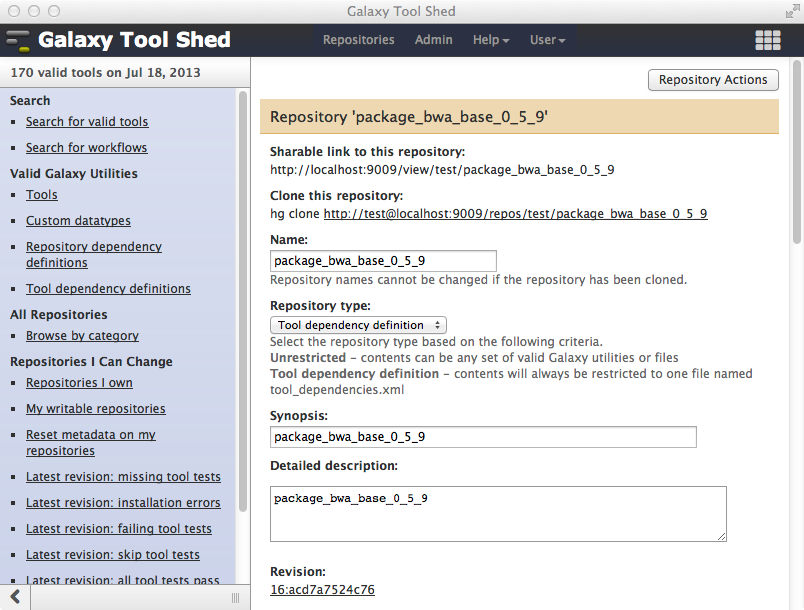 Galaxy Tool Shed
Galaxy Tool Shed
Repositories Admin Help User
170 valid tools on Jul 18, 2013
Search
Search for valid tools
Search for workflows
Valid Galaxy Utilities
Tools
Custom datatypes
Repository dependency
definitions
Tool dependency definitions
All Repositories
Browse by category
Repositories I Can Change
Repositories I own
My writable repositories
Reset metadata on my
repositories
Latest revision: missing tool tests
Latest revision: installation errors
Latest revision: failing tool tests
Latest revision: skip tool tests
Latest revision: all tool tests pass
Repository Actions
Repository 'package_bwa_base_0_5_9'
Sharable link to this repository:
http://localhost:9009/view/test/package_bwa_base_0_5_9
Clone this repository:
hg clone http://test@localhost:9009/repos/test/package_bwa_base_0_5_9
Name:
package_bwa_base_0_5_9
Repository names cannot be changed if the repository has been cloned.
Repository type:
Tool dependency definition
Select the repository type based on the following criteria.
Unrestricted – contents can be any set of valid Galaxy utilities or files
Tool dependency definition – contents will always be restricted to one file named
tool_dependencies.xml
Synopsis:
package_bwa_base_0_5_9
Detailed description:
package_bwa_base_0_5_9
Revision:
16:acd7a7524c76